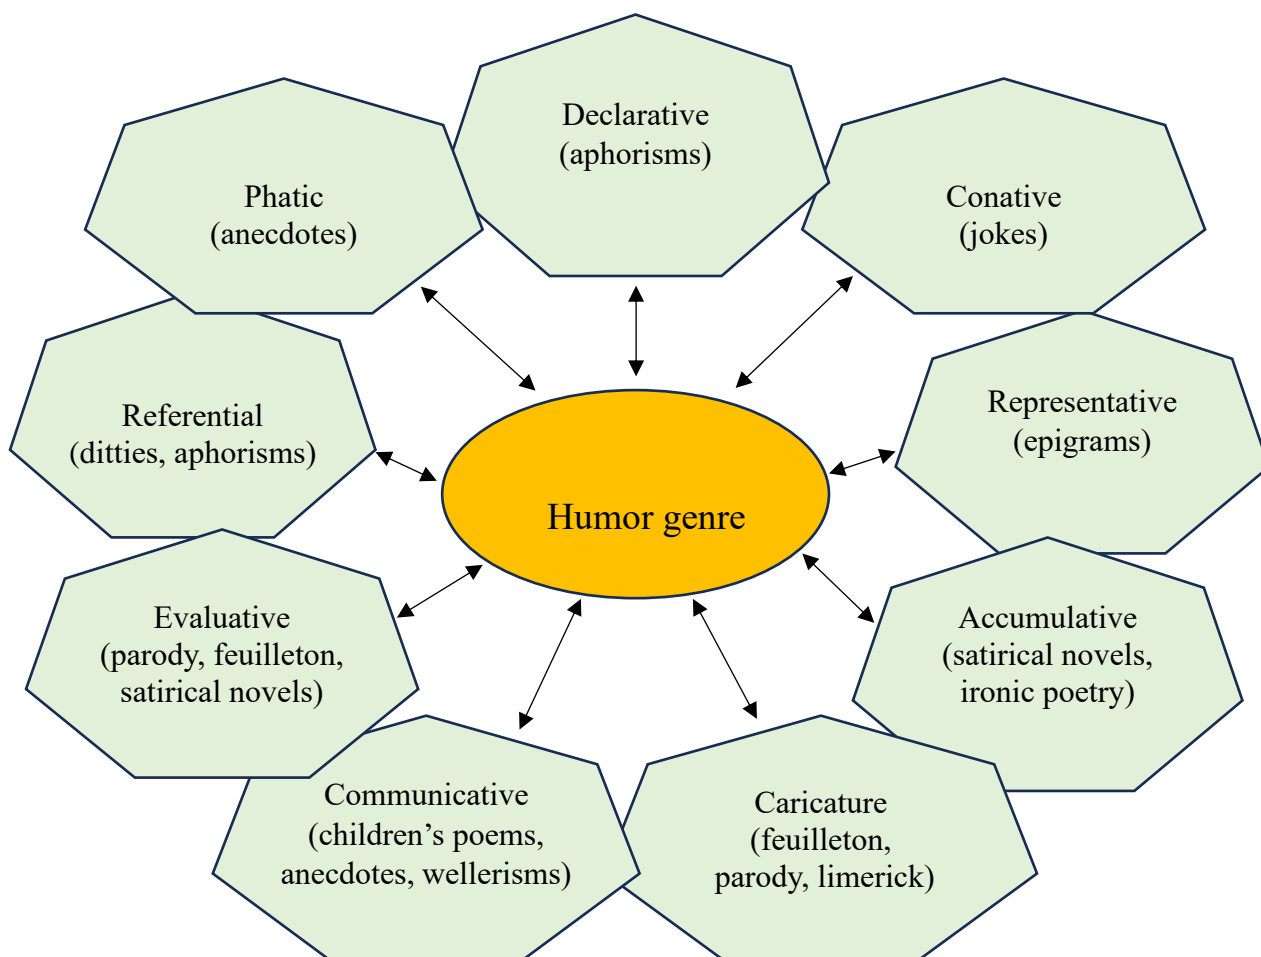 Declarative
(aphorisms)
Phatic
(anecdotes)
Conative
(jokes)
Referential
(ditties, aphorisms)
Representative
(epigrams)
Humor genre
Evaluative
(parody, feuilleton,
satirical novels)
Accumulative
(satirical novels,
ironic poetry)
Communicative
(children’s poems,
anecdotes, wellerisms)
Caricature
(feuilleton,
parody, limerick)